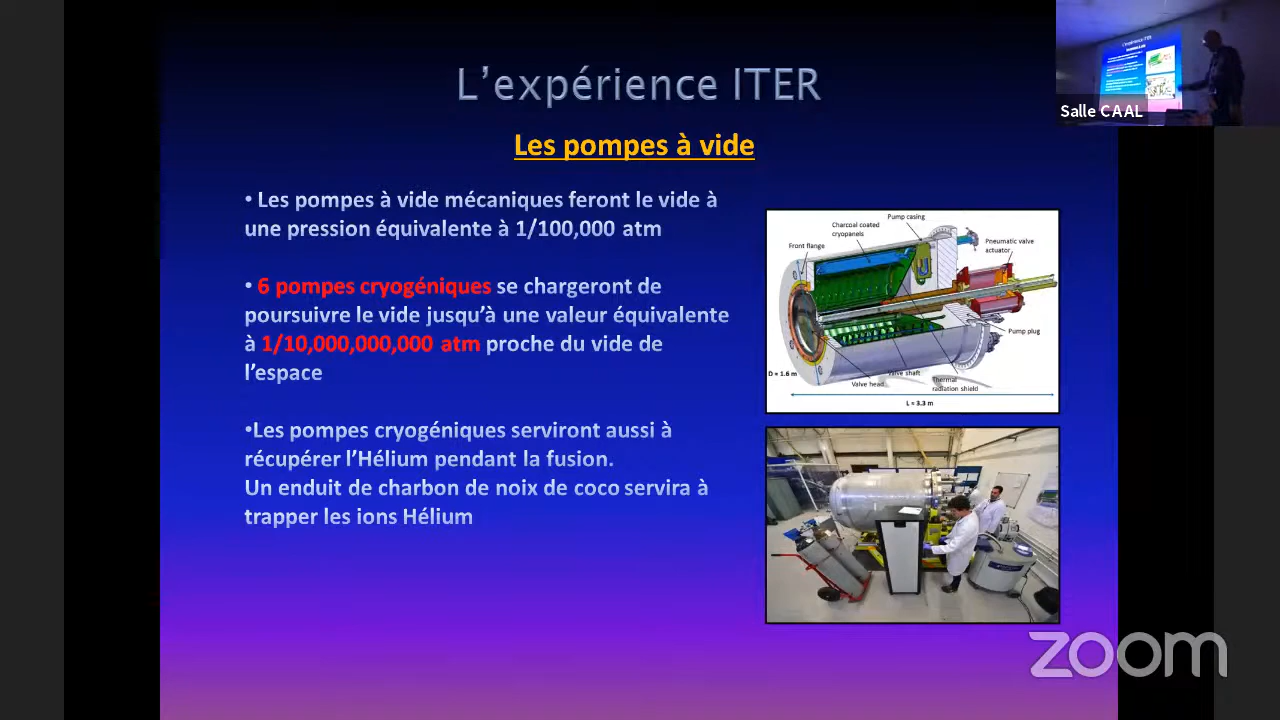 L'expérience ITER
Les pompes à vide
• Les pompes à vide mécaniques feront le vide à
une pression équivalente à 1/100,000 atm
• 6 pompes cryogéniques se chargeront de
poursuivre le vide jusqu'à une valeur équivalente
à 1/10,000,000,000 atm proche du vide de
l'espace
•Les pompes cryogéniques serviront aussi à
récupérer l'Hélium pendant la fusion.
Un enduit de charbon de noix de coco servira à
trapper les ions Hélium
Pump casing
Charcoal coated
cryopanels
Front flange
Pneumatic valve
actuator
Pump plug
D = 1.6 m
Valve shaft
Valve head
Thermal
radiation shield
L = 3.3 m
L'expérience ITER
Salle CAAL
zoom